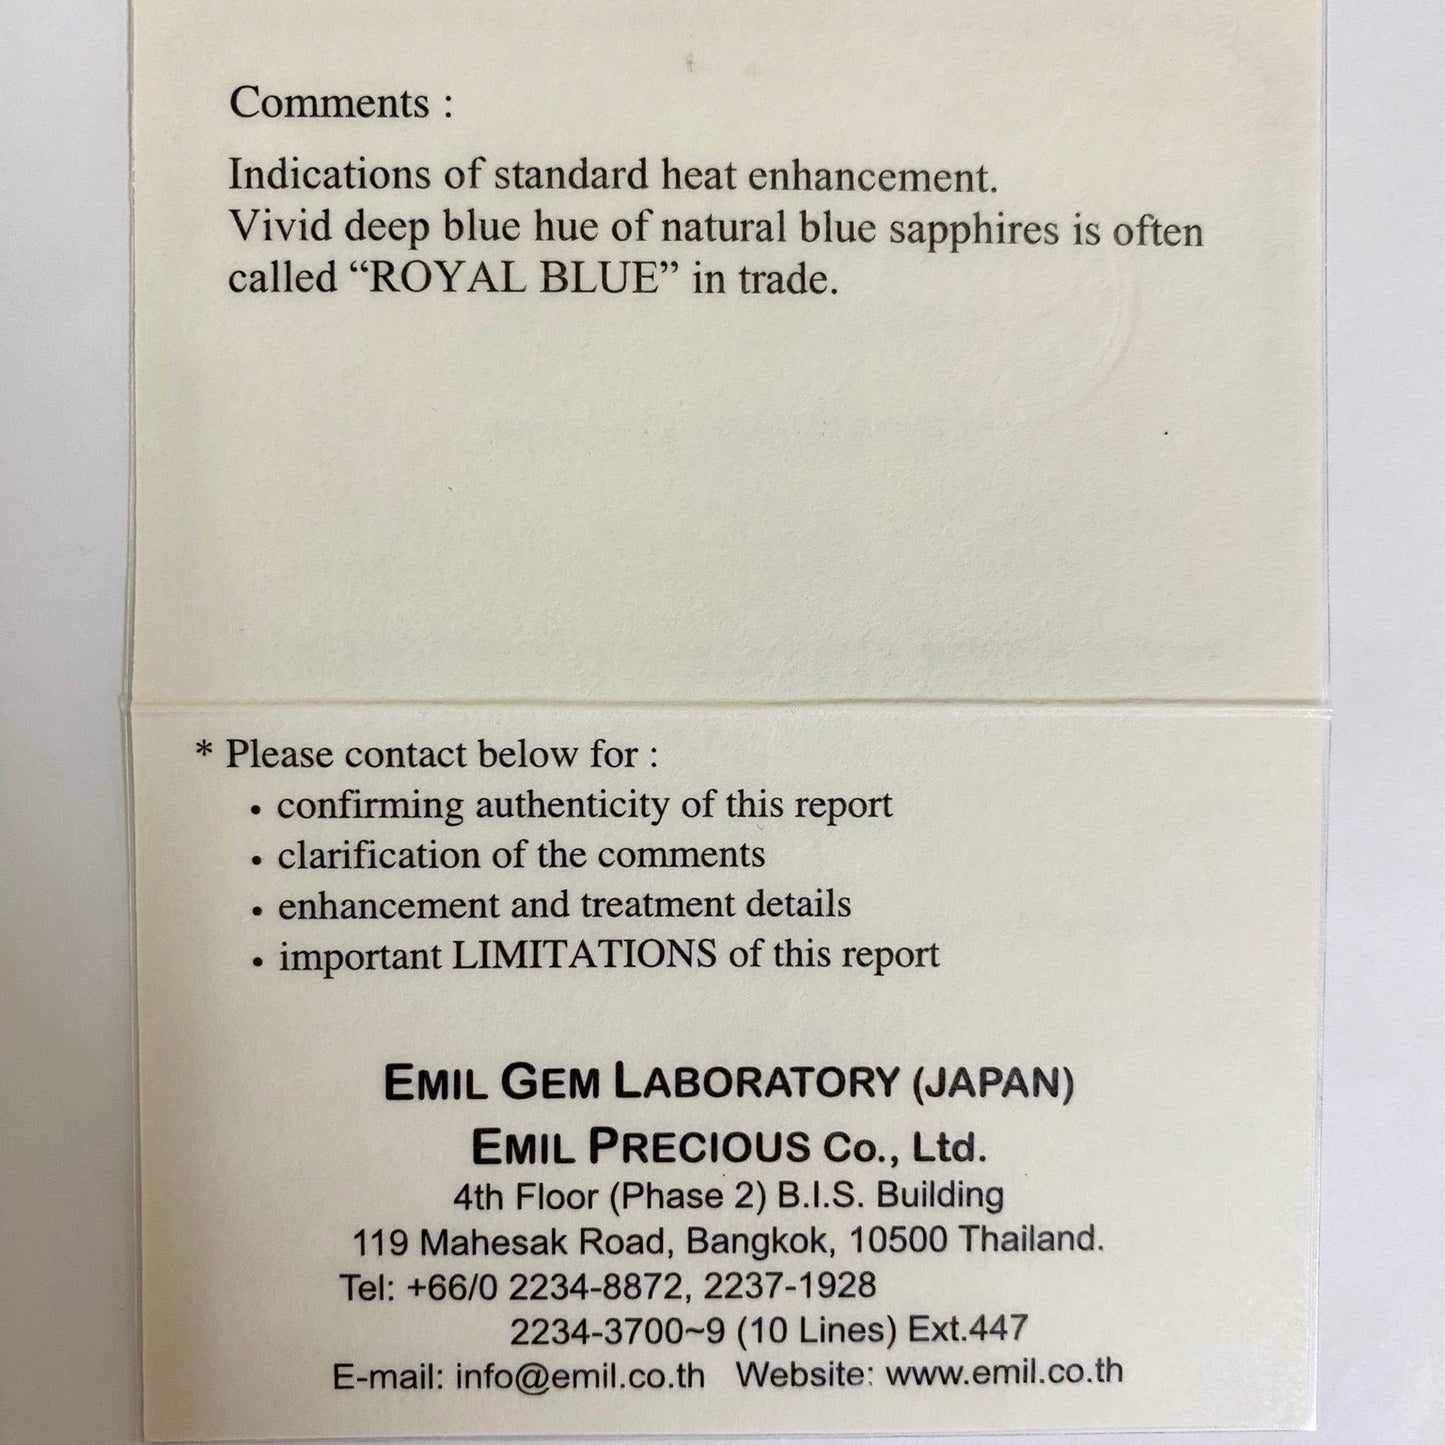 Comments :
Indications of standard heat enhancement.
Vivid deep blue hue of natural blue sapphires is often
called “ROYAL BLUE” in trade.
* Please contact below for :
• confirming authenticity of this report
• clarification of the comments
• enhancement and treatment details
• important LIMITATIONS of this report
EMIL GEM LABORATORY (JAPAN)
EMIL PRECIOUS Co., Ltd.
4th Floor (Phase 2) B.I.S. Building
119 Mahesak Road, Bangkok, 10500 Thailand.
Tel: +66/0 2234-8872, 2237-1928
2234-3700~9 (10 Lines) Ext.447
E-mail: info@emil.co.th Website: www.emil.co.th